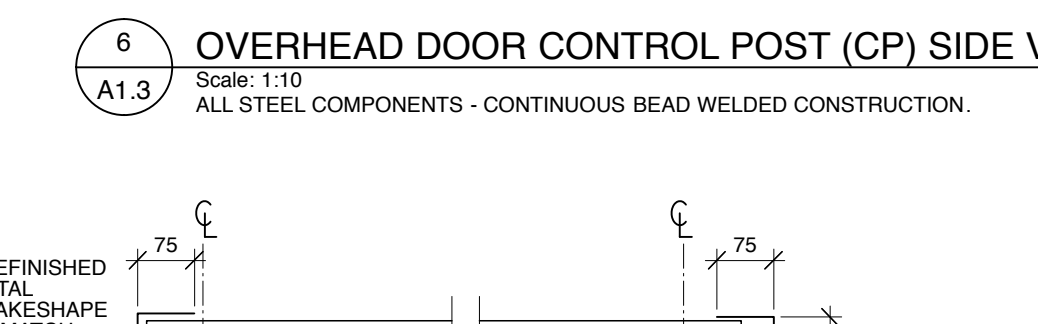 6
A1.3
OVERHEAD DOOR CONTROL POST (CP) SIDE
Scale: 1:10
ALL STEEL COMPONENTS - CONTINUOUS BEAD WELDED CONSTRUCTION.
75
75
EFINISHED
TAL
AKESHAPE